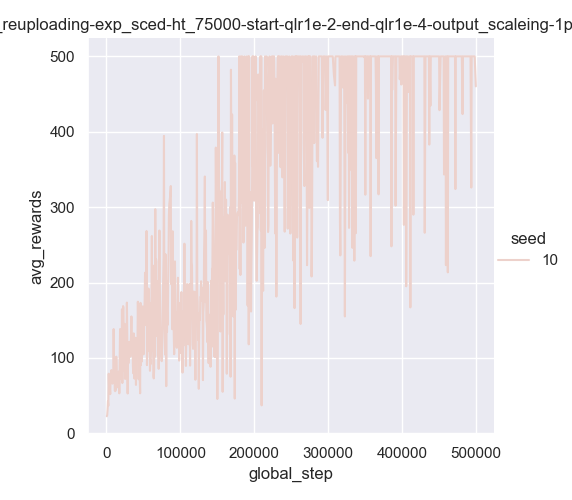 _reuploading-exp_sced-ht_75000-start-qlr1e-2-end-qlr1e-4-output_scaleing-1p
500
400
300
200
100
0
avg_rewards
0 100000 200000 300000 400000 500000
global_step
seed
10